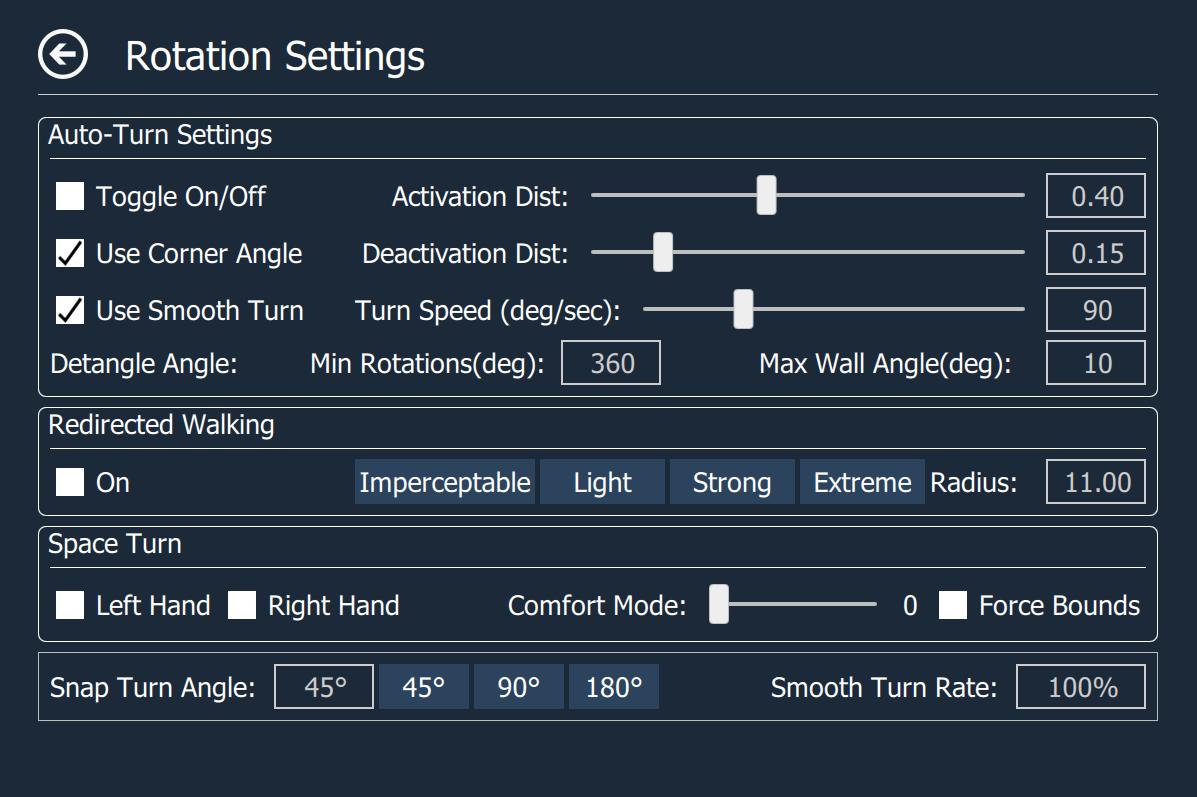 Rotation Settings
Auto-Turn Settings
Toggle On/Off Activation Dist: 0.40
Use Corner Angle Deactivation Dist: 0.15
Use Smooth Turn Turn Speed (deg/sec): 90
Detangle Angle: Min Rotations(deg): 360 Max Wall Angle(deg): 10
Redirected Walking
On Imperceptable Light Strong Extreme Radius: 11.00
Space Turn
Left Hand Right Hand Comfort Mode: 0 Force Bounds
Snap Turn Angle: 45° 45° 90° 180° Smooth Turn Rate: 100%